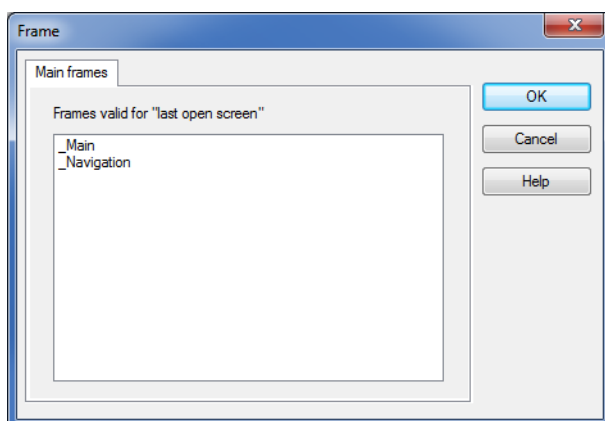 Frame
Main frames
Frames valid for "last open screen"
_Main
_Navigation
OK
Cancel
Help